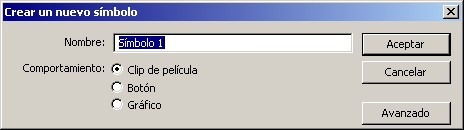 Crear un nuevo símbolo
Nombre: Símbolo 1 Aceptar
Comportamiento: Clip de película Cancelar
Botón
Gráfico Avanzado